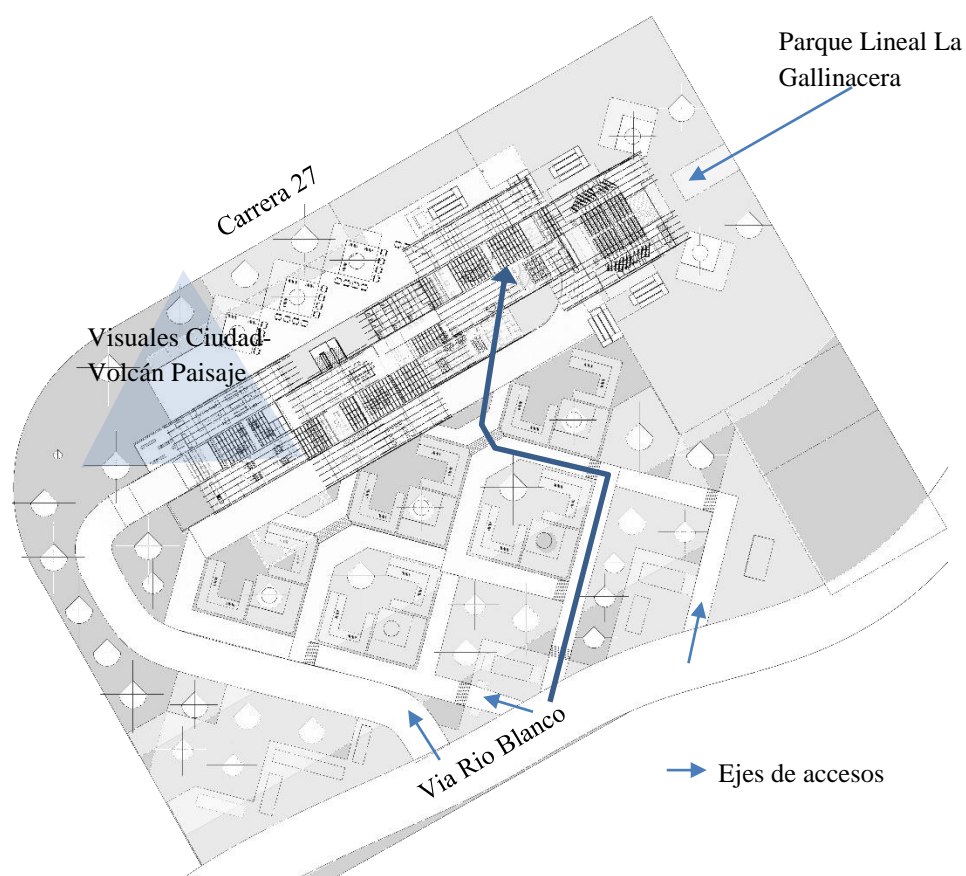 Parque Lineal La
Gallinacera
Carrera 27
Visuales Ciudad-
Volcán Paisaje
Via Rio Blanco
Ejes de accesos